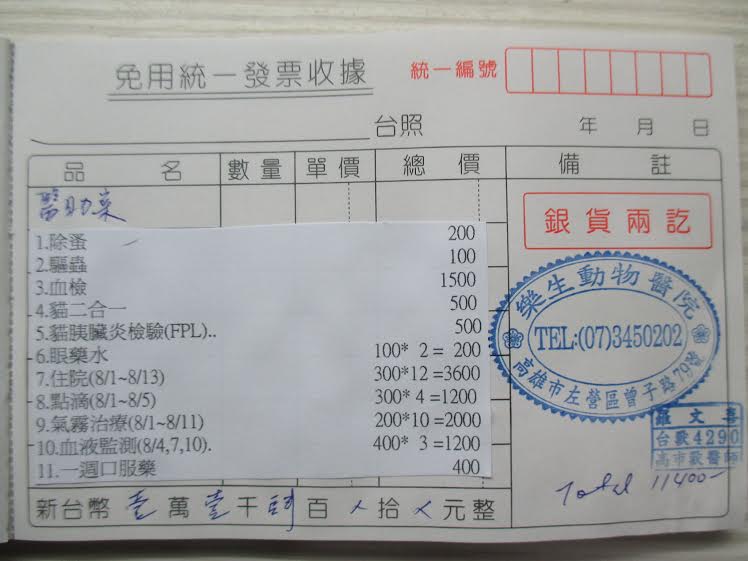 免用統一發票收據
統一編號
台照
年 月 日
品 名 數量 單價 總 價 備 註
醫助菜
1.除蚤 200
2.驅蟲 100
3.血檢 1500
4.貓二合一 500
5.貓胰臟炎檢驗(FPL).. 500
6.眼藥水 100* 2 = 200
7.住院(8/1~8/13) 300*12 =3600
8.點滴(8/1~8/5) 300* 4 =1200
9.氣霧治療(8/1~8/11) 200*10 =2000
10.血液監測(8/4,7,10). 400* 3 =1200
11.一週口服藥 400
銀貨兩訖
樂生動物醫院
TEL:(07)3450202
高雄市左營區曾子路79號
羅文喜
台獸4290
高市獸醫師
Total 11400-
新台幣 壹 萬 壹 千 肆 百 拾 元整